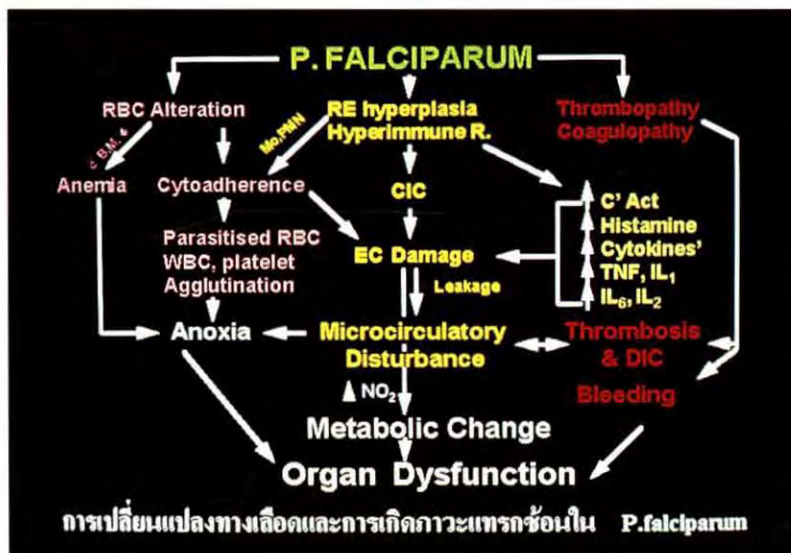 P. FALCIPARUM
RBC Alteration
RE hyperplasia
Hyperimmune R.
Thrombopathy
Coagulopathy
Mo,PMN
B.M.
Anemia
Cytoadherence
CIC
C' Act
Histamine
Cytokines'
TNF, IL₁
IL₆, IL₂
Parasitised RBC
WBC, platelet
Agglutination
EC Damage
Leakage
Anoxia
Microcirculatory
Disturbance
Thrombosis
& DIC
Bleeding
NO₂
Metabolic Change
Organ Dysfunction
การเปลี่ยนแปลงทางเลือดและการเกิดภาวะแทรกซ้อนใน P.falciparum